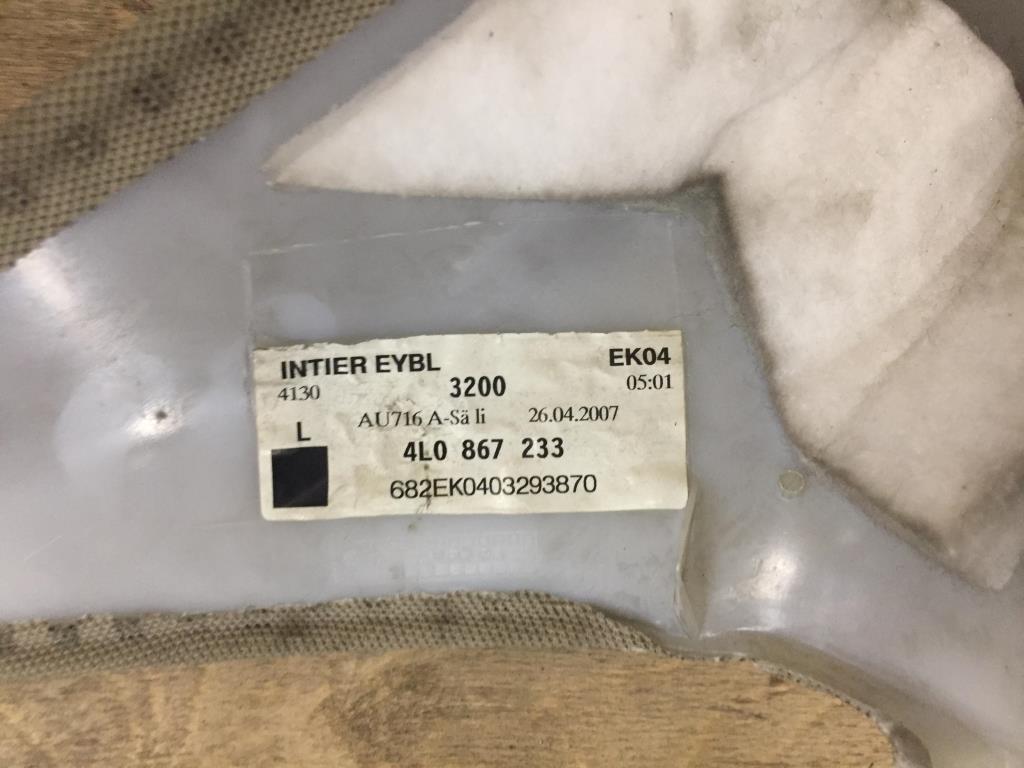 INTIER EYBL EK04
4130 3200 05:01
AU716 A-Sä li 26.04.2007
L
4L0 867 233
682EK0403293870